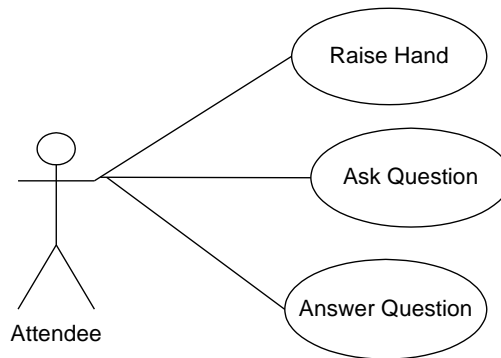 Raise Hand
Ask Question
Answer Question
Attendee